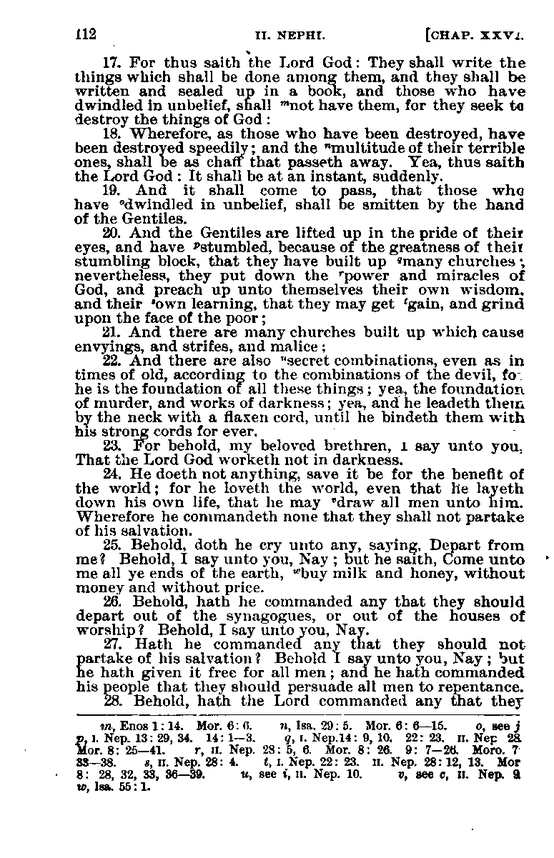 112 II. NEPHI. [CHAP. XXVI.
17. For thus saith the Lord God: They shall write the
things which shall be done among them, and they shall be
written and sealed up in a book, and those who have
dwindled in unbelief, shall ᵐnot have them, for they seek to
destroy the things of God:
18. Wherefore, as those who have been destroyed, have
been destroyed speedily; and the ⁿmultitude of their terrible
ones, shall be as chaff that passeth away. Yea, thus saith
the Lord God: It shall be at an instant, suddenly.
19. And it shall come to pass, that those who
have ᵒdwindled in unbelief, shall be smitten by the hand
of the Gentiles.
20. And the Gentiles are lifted up in the pride of their
eyes, and have ᵖstumbled, because of the greatness of their
stumbling block, that they have built up qmany churches;
nevertheless, they put down the ʳpower and miracles of
God, and preach up unto themselves their own wisdom,
and their ˢown learning, that they may get ᵗgain, and grind
upon the face of the poor;
21. And there are many churches built up which cause
envyings, and strifes, and malice;
22. And there are also ᵘsecret combinations, even as in
times of old, according to the combinations of the devil, fo
he is the foundation of all these things; yea, the foundation
of murder, and works of darkness; yea, and he leadeth them
by the neck with a flaxen cord, until he bindeth them with
his strong cords for ever.
23. For behold, my beloved brethren, I say unto you,
That the Lord God worketh not in darkness.
24. He doeth not anything, save it be for the benefit of
the world; for he loveth the world, even that he layeth
down his own life, that he may ᵛdraw all men unto him.
Wherefore he commandeth none that they shall not partake
of his salvation.
25. Behold, doth he cry unto any, saying, Depart from
me? Behold, I say unto you, Nay; but he saith, Come unto
me all ye ends of the earth, ʷbuy milk and honey, without
money and without price.
26. Behold, hath he commanded any that they should
depart out of the synagogues, or out of the houses of
worship? Behold, I say unto you, Nay.
27. Hath he commanded any that they should not
partake of his salvation? Behold I say unto you, Nay; but
he hath given it free for all men; and he hath commanded
his people that they should persuade all men to repentance.
28. Behold, hath the Lord commanded any that they
m, Enos 1: 14. Mor. 6: 6. n, Isa. 29: 5. Mor. 6: 6—15. o, see j
p, I. Nep. 13: 29, 34. 14: 1—3. q, I. Nep. 14: 9, 10. 22: 23. II. Nep 28.
Mor. 8: 25—41. r, II. Nep. 28: 5, 6. Mor. 8: 26. 9: 7—26. Moro. 7
33—38. s, II. Nep. 28: 4. t, I. Nep. 22: 23. II. Nep. 28: 12, 13. Mor
8: 28, 32, 33, 36—39. u, see i, II. Nep. 10. v, see c, II. Nep. 2
w, Isa. 55: 1.